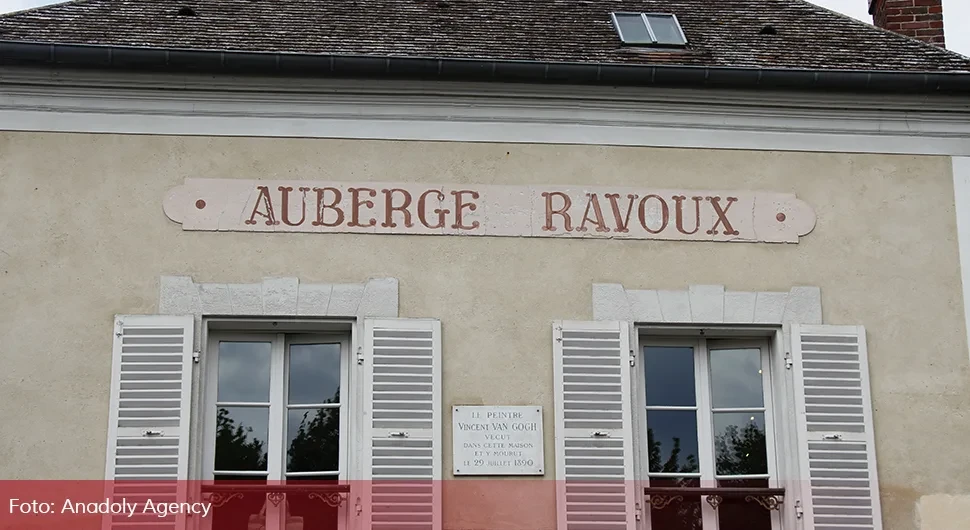 AUBERGE RAVOUX
LE PEINTRE
VINCENT VAN GOGH
VÉCUT
DANS CETTE MAISON
ET Y MOURUT
LE 29 JUILLET 1890
Foto: Anadoly Agency